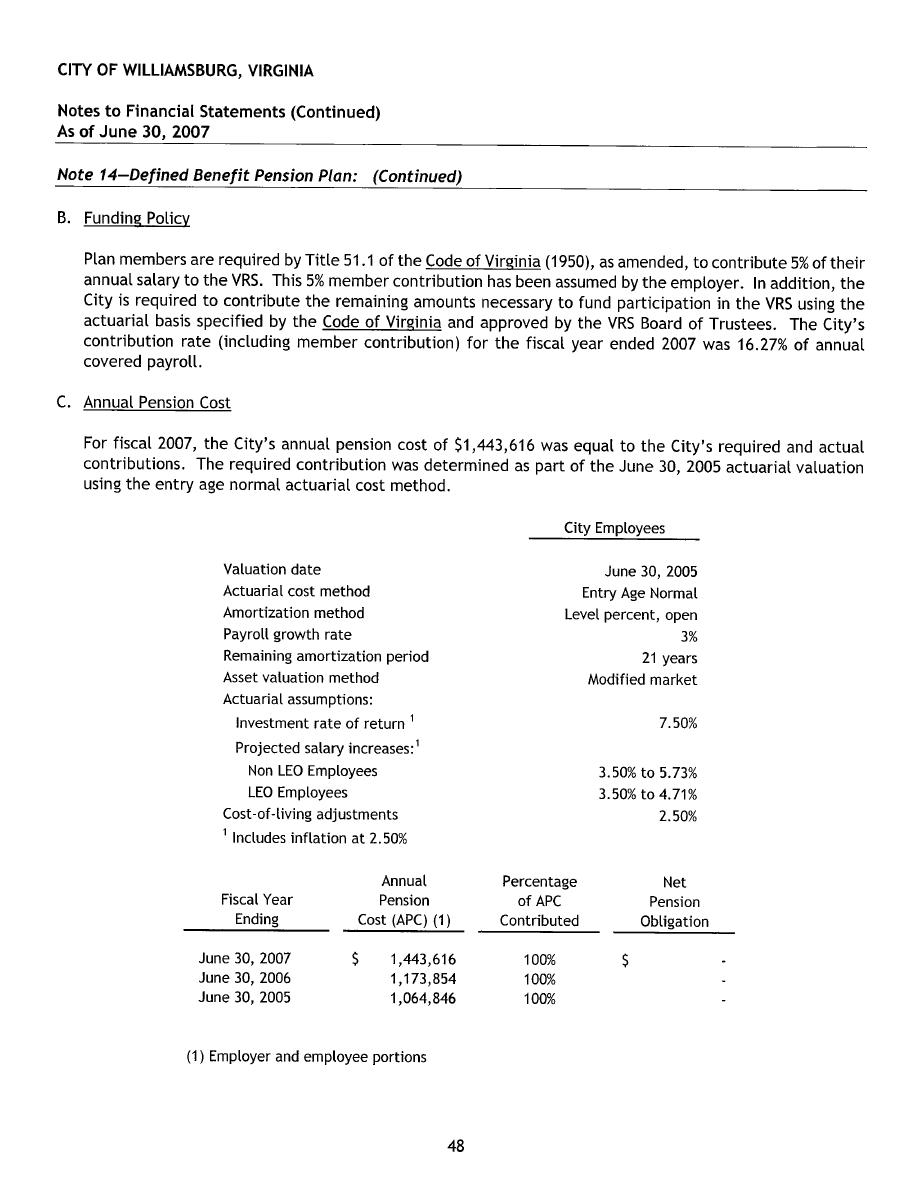 CITY OF WILLIAMSBURG, VIRGINIA
Notes to Financial Statements (Continued)
As of June 30, 2007
Note 14—Defined Benefit Pension Plan: (Continued)
B. Funding Policy
Plan members are required by Title 51.1 of the Code of Virginia (1950), as amended, to contribute 5% of their
annual salary to the VRS. This 5% member contribution has been assumed by the employer. In addition, the
City is required to contribute the remaining amounts necessary to fund participation in the VRS using the
actuarial basis specified by the Code of Virginia and approved by the VRS Board of Trustees. The City's
contribution rate (including member contribution) for the fiscal year ended 2007 was 16.27% of annual
covered payroll.
C. Annual Pension Cost
For fiscal 2007, the City's annual pension cost of $1,443,616 was equal to the City's required and actual
contributions. The required contribution was determined as part of the June 30, 2005 actuarial valuation
using the entry age normal actuarial cost method.
City Employees
Valuation date June 30, 2005
Actuarial cost method Entry Age Normal
Amortization method Level percent, open
Payroll growth rate 3%
Remaining amortization period 21 years
Asset valuation method Modified market
Actuarial assumptions:
Investment rate of return 1 7.50%
Projected salary increases:1
Non LEO Employees 3.50% to 5.73%
LEO Employees 3.50% to 4.71%
Cost-of-living adjustments 2.50%
1 Includes inflation at 2.50%
Annual Percentage Net
Fiscal Year Pension of APC Pension
Ending Cost (APC) (1) Contributed Obligation
June 30, 2007 $ 1,443,616 100% $ -
June 30, 2006 1,173,854 100% -
June 30, 2005 1,064,846 100% -
(1) Employer and employee portions
48